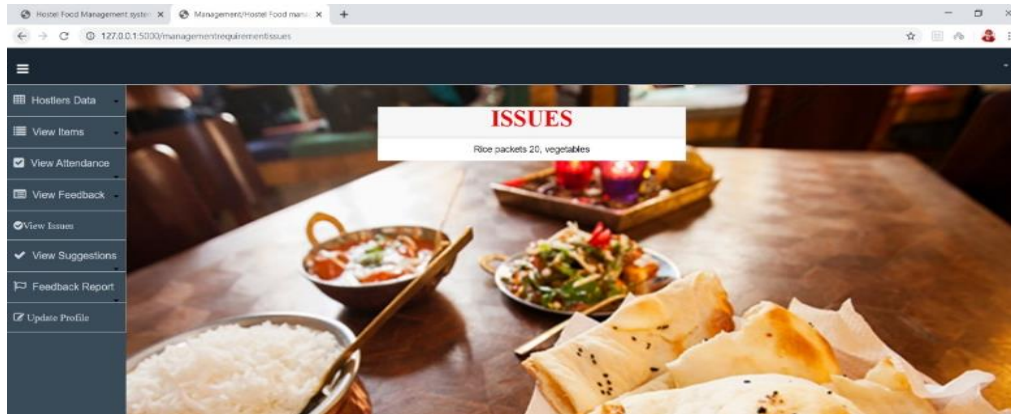 Hostel Food Management system
Management/Hostel Food mana
127.0.0.1:5000/managementrequirementissues
Hostlers Data
View Items
View Attendance
View Feedback
View Issues
View Suggestions
Feedback Report
Update Profile
ISSUES
Rice packets 20, vegetables